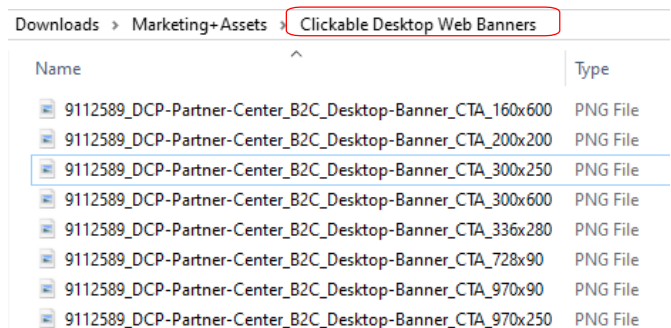 Downloads > Marketing+Assets > Clickable Desktop Web Banners
Name Type
9112589_DCP-Partner-Center_B2C_Desktop-Banner_CTA_160x600 PNG File
9112589_DCP-Partner-Center_B2C_Desktop-Banner_CTA_200x200 PNG File
9112589_DCP-Partner-Center_B2C_Desktop-Banner_CTA_300x250 PNG File
9112589_DCP-Partner-Center_B2C_Desktop-Banner_CTA_300x600 PNG File
9112589_DCP-Partner-Center_B2C_Desktop-Banner_CTA_336x280 PNG File
9112589_DCP-Partner-Center_B2C_Desktop-Banner_CTA_728x90 PNG File
9112589_DCP-Partner-Center_B2C_Desktop-Banner_CTA_970x90 PNG File
9112589_DCP-Partner-Center_B2C_Desktop-Banner_CTA_970x250 PNG File